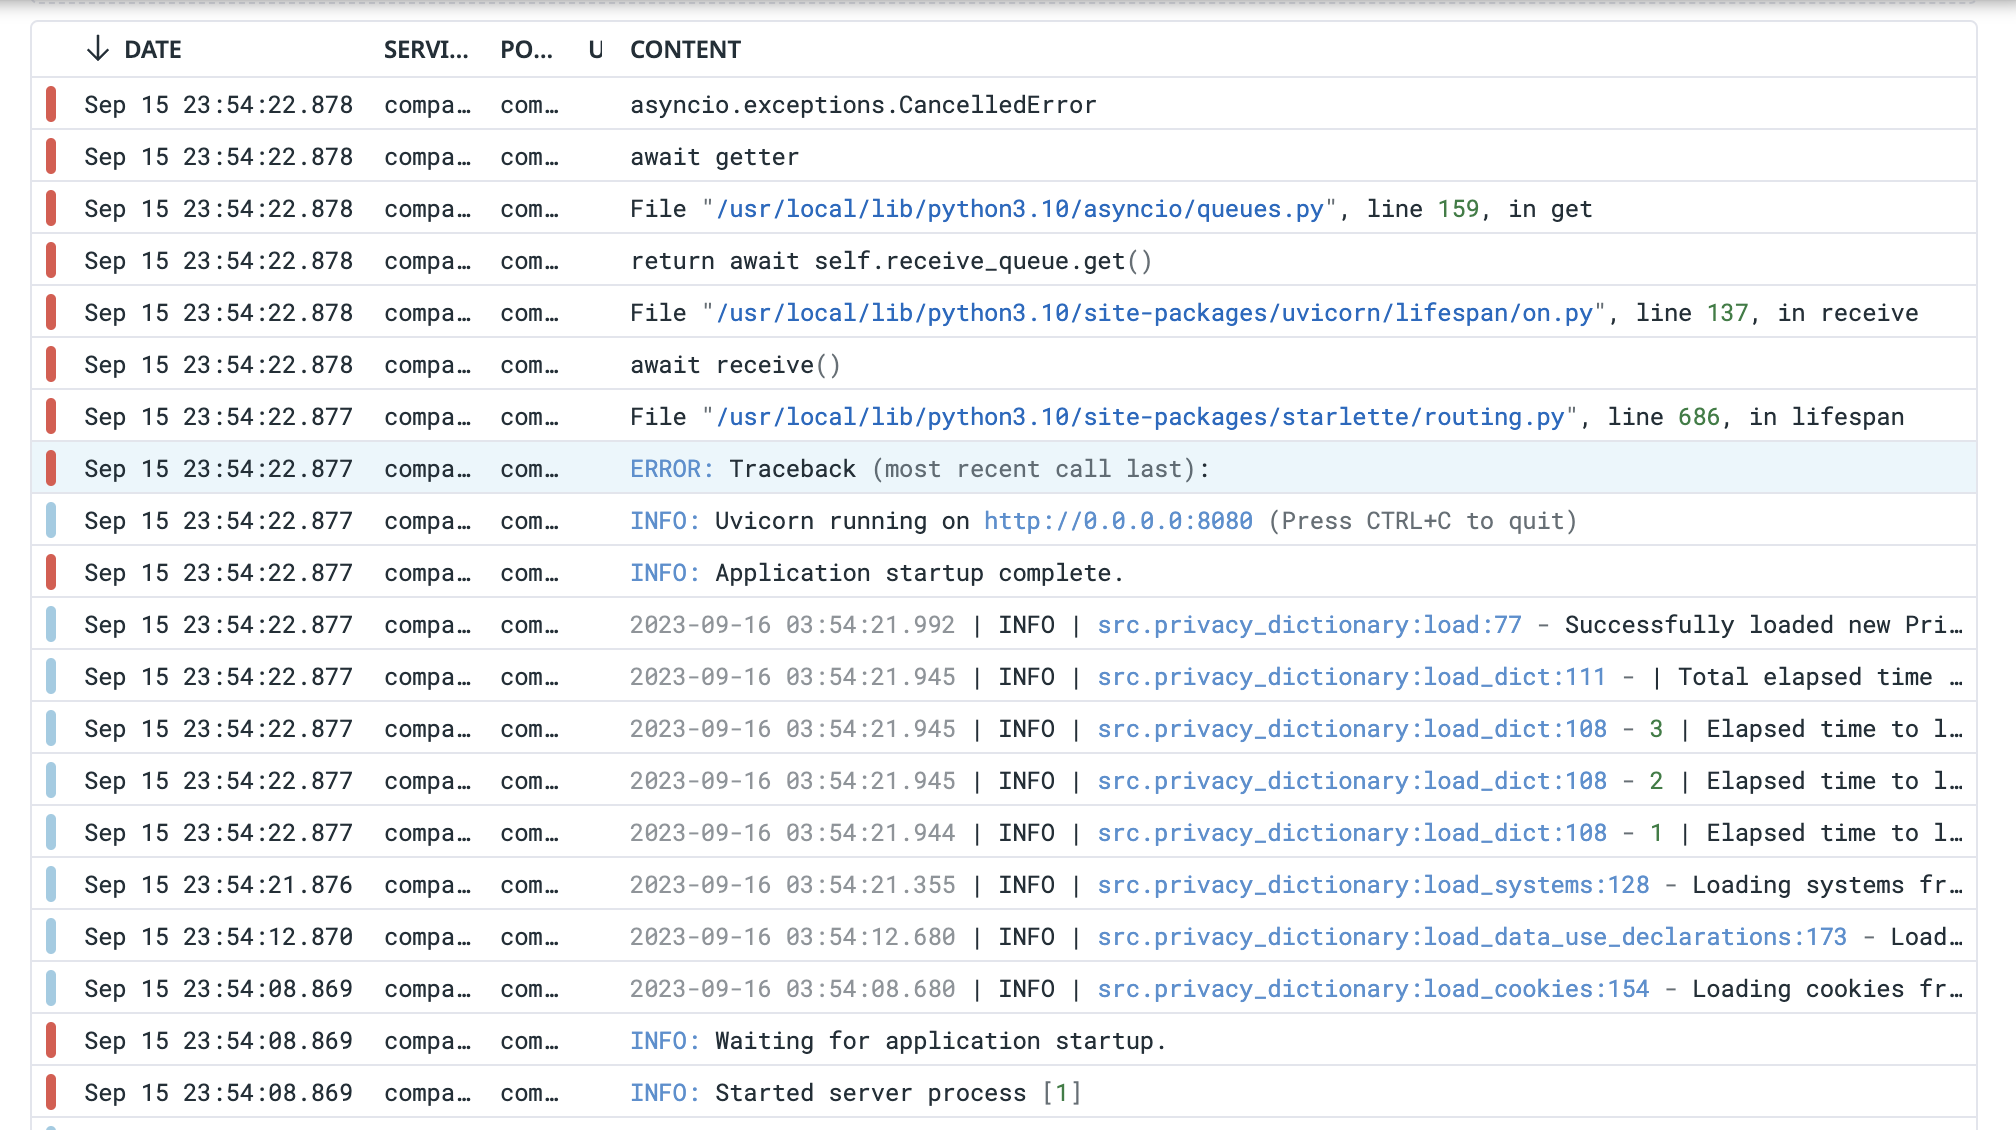 ↓ DATE SERVI… PO… U CONTENT
Sep 15 23:54:22.878 compa… com… asyncio.exceptions.CancelledError
Sep 15 23:54:22.878 compa… com… await getter
Sep 15 23:54:22.878 compa… com… File "/usr/local/lib/python3.10/asyncio/queues.py", line 159, in get
Sep 15 23:54:22.878 compa… com… return await self.receive_queue.get()
Sep 15 23:54:22.878 compa… com… File "/usr/local/lib/python3.10/site-packages/uvicorn/lifespan/on.py", line 137, in receive
Sep 15 23:54:22.878 compa… com… await receive()
Sep 15 23:54:22.877 compa… com… File "/usr/local/lib/python3.10/site-packages/starlette/routing.py", line 686, in lifespan
Sep 15 23:54:22.877 compa… com… ERROR: Traceback (most recent call last):
Sep 15 23:54:22.877 compa… com… INFO: Uvicorn running on http://0.0.0.0:8080 (Press CTRL+C to quit)
Sep 15 23:54:22.877 compa… com… INFO: Application startup complete.
Sep 15 23:54:22.877 compa… com… 2023-09-16 03:54:21.992 | INFO | src.privacy_dictionary:load:77 - Successfully loaded new Pri…
Sep 15 23:54:22.877 compa… com… 2023-09-16 03:54:21.945 | INFO | src.privacy_dictionary:load_dict:111 - | Total elapsed time …
Sep 15 23:54:22.877 compa… com… 2023-09-16 03:54:21.945 | INFO | src.privacy_dictionary:load_dict:108 - 3 | Elapsed time to l…
Sep 15 23:54:22.877 compa… com… 2023-09-16 03:54:21.945 | INFO | src.privacy_dictionary:load_dict:108 - 2 | Elapsed time to l…
Sep 15 23:54:22.877 compa… com… 2023-09-16 03:54:21.944 | INFO | src.privacy_dictionary:load_dict:108 - 1 | Elapsed time to l…
Sep 15 23:54:21.876 compa… com… 2023-09-16 03:54:21.355 | INFO | src.privacy_dictionary:load_systems:128 - Loading systems fr…
Sep 15 23:54:12.870 compa… com… 2023-09-16 03:54:12.680 | INFO | src.privacy_dictionary:load_data_use_declarations:173 - Load…
Sep 15 23:54:08.869 compa… com… 2023-09-16 03:54:08.680 | INFO | src.privacy_dictionary:load_cookies:154 - Loading cookies fr…
Sep 15 23:54:08.869 compa… com… INFO: Waiting for application startup.
Sep 15 23:54:08.869 compa… com… INFO: Started server process [1]